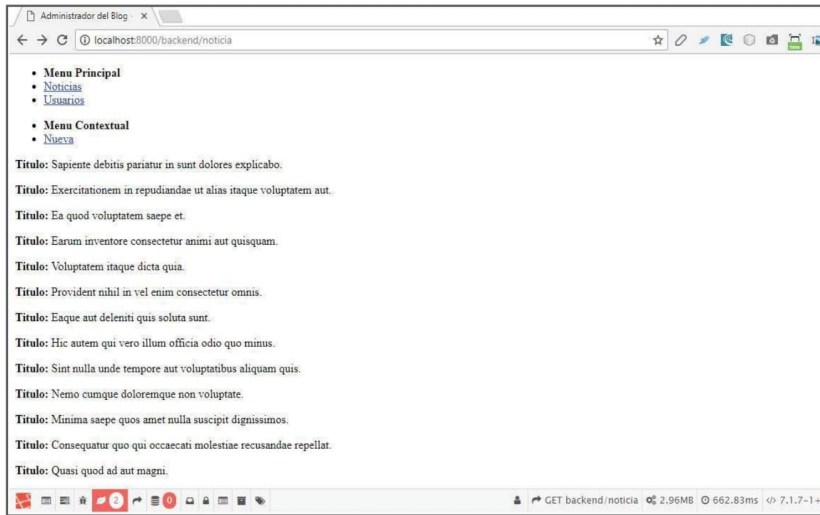 Administrador del Blog
localhost:8000/backend/noticia
Menu Principal
Noticias
Usuarios
Menu Contextual
Nueva
Titulo: Sapiente debitis pariatur in sunt dolores explicabo.
Titulo: Exercitationem in repudiandae ut alias itaque voluptatem aut.
Titulo: Ea quod voluptatem saepe et.
Titulo: Earum inventore consectetur animi aut quisquam.
Titulo: Voluptatem itaque dicta quia.
Titulo: Provident nihil in vel enim consectetur omnis.
Titulo: Eaque aut deleniti quis soluta sunt.
Titulo: Hic autem qui vero illum officia odio quo minus.
Titulo: Sint nulla unde tempore aut voluptatibus aliquam quis.
Titulo: Nemo cumque doloremque non voluptate.
Titulo: Minima saepe quos amet nulla suscipit dignissimos.
Titulo: Consequatur quo qui occaecati molestiae recusandae repellat.
Titulo: Quasi quod ad aut magni.
2 0 GET backend/noticia 2.96MB 662.83ms 7.1.7-1+